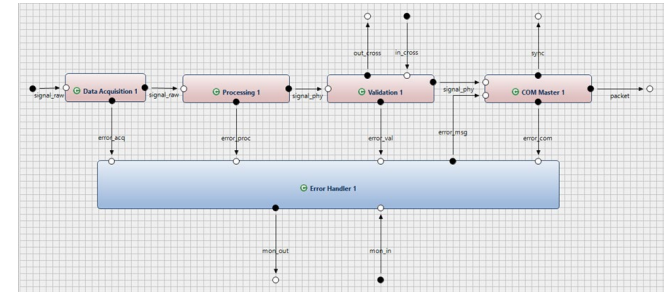 out_cross
in_cross
sync
signal_raw
Data Acquisition 1
signal_raw
Processing 1
signal_phy
Validation 1
signal_phy
COM Master 1
packet
error_acq
error_proc
error_val
error_msg
error_com
Error Handler 1
mon_out
mon_in